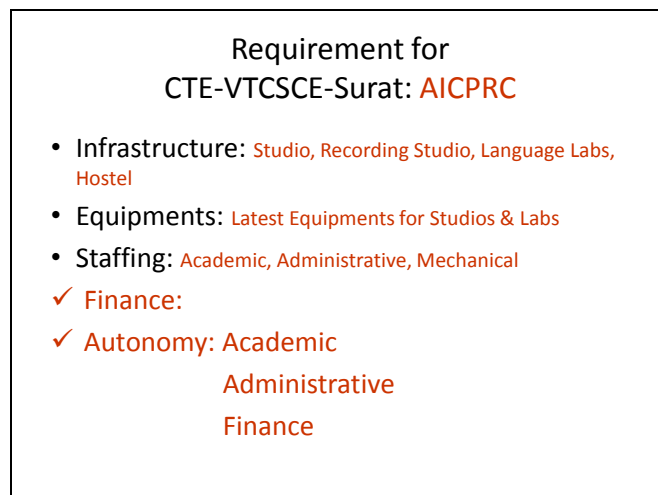 Requirement for
CTE-VTCSCE-Surat: AICPRC
• Infrastructure: Studio, Recording Studio, Language Labs,
Hostel
• Equipments: Latest Equipments for Studios & Labs
• Staffing: Academic, Administrative, Mechanical
✓ Finance:
✓ Autonomy: Academic
Administrative
Finance